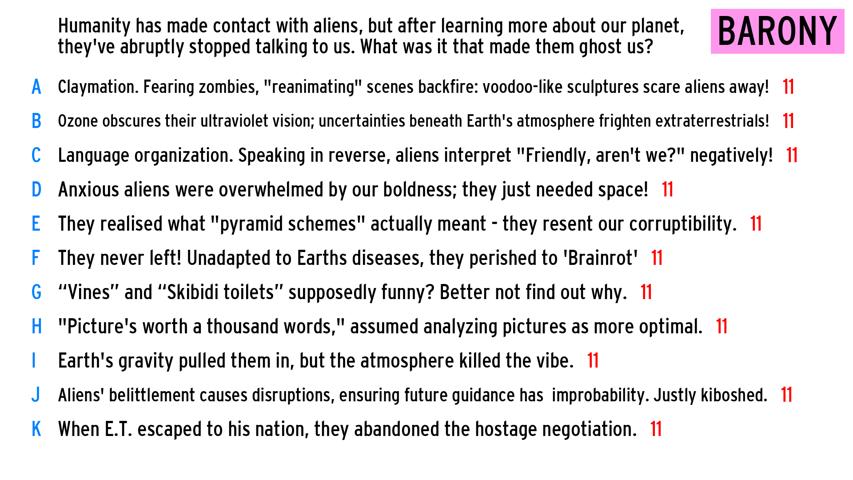 Humanity has made contact with aliens, but after learning more about our planet,
they've abruptly stopped talking to us. What was it that made them ghost us?
BARONY
A Claymation. Fearing zombies, "reanimating" scenes backfire: voodoo-like sculptures scare aliens away! 11
B Ozone obscures their ultraviolet vision; uncertainties beneath Earth's atmosphere frighten extraterrestrials! 11
C Language organization. Speaking in reverse, aliens interpret "Friendly, aren't we?" negatively! 11
D Anxious aliens were overwhelmed by our boldness; they just needed space! 11
E They realised what "pyramid schemes" actually meant - they resent our corruptibility. 11
F They never left! Unadapted to Earths diseases, they perished to 'Brainrot' 11
G “Vines” and “Skibidi toilets” supposedly funny? Better not find out why. 11
H "Picture's worth a thousand words," assumed analyzing pictures as more optimal. 11
I Earth's gravity pulled them in, but the atmosphere killed the vibe. 11
J Aliens' belittlement causes disruptions, ensuring future guidance has improbability. Justly kiboshed. 11
K When E.T. escaped to his nation, they abandoned the hostage negotiation. 11